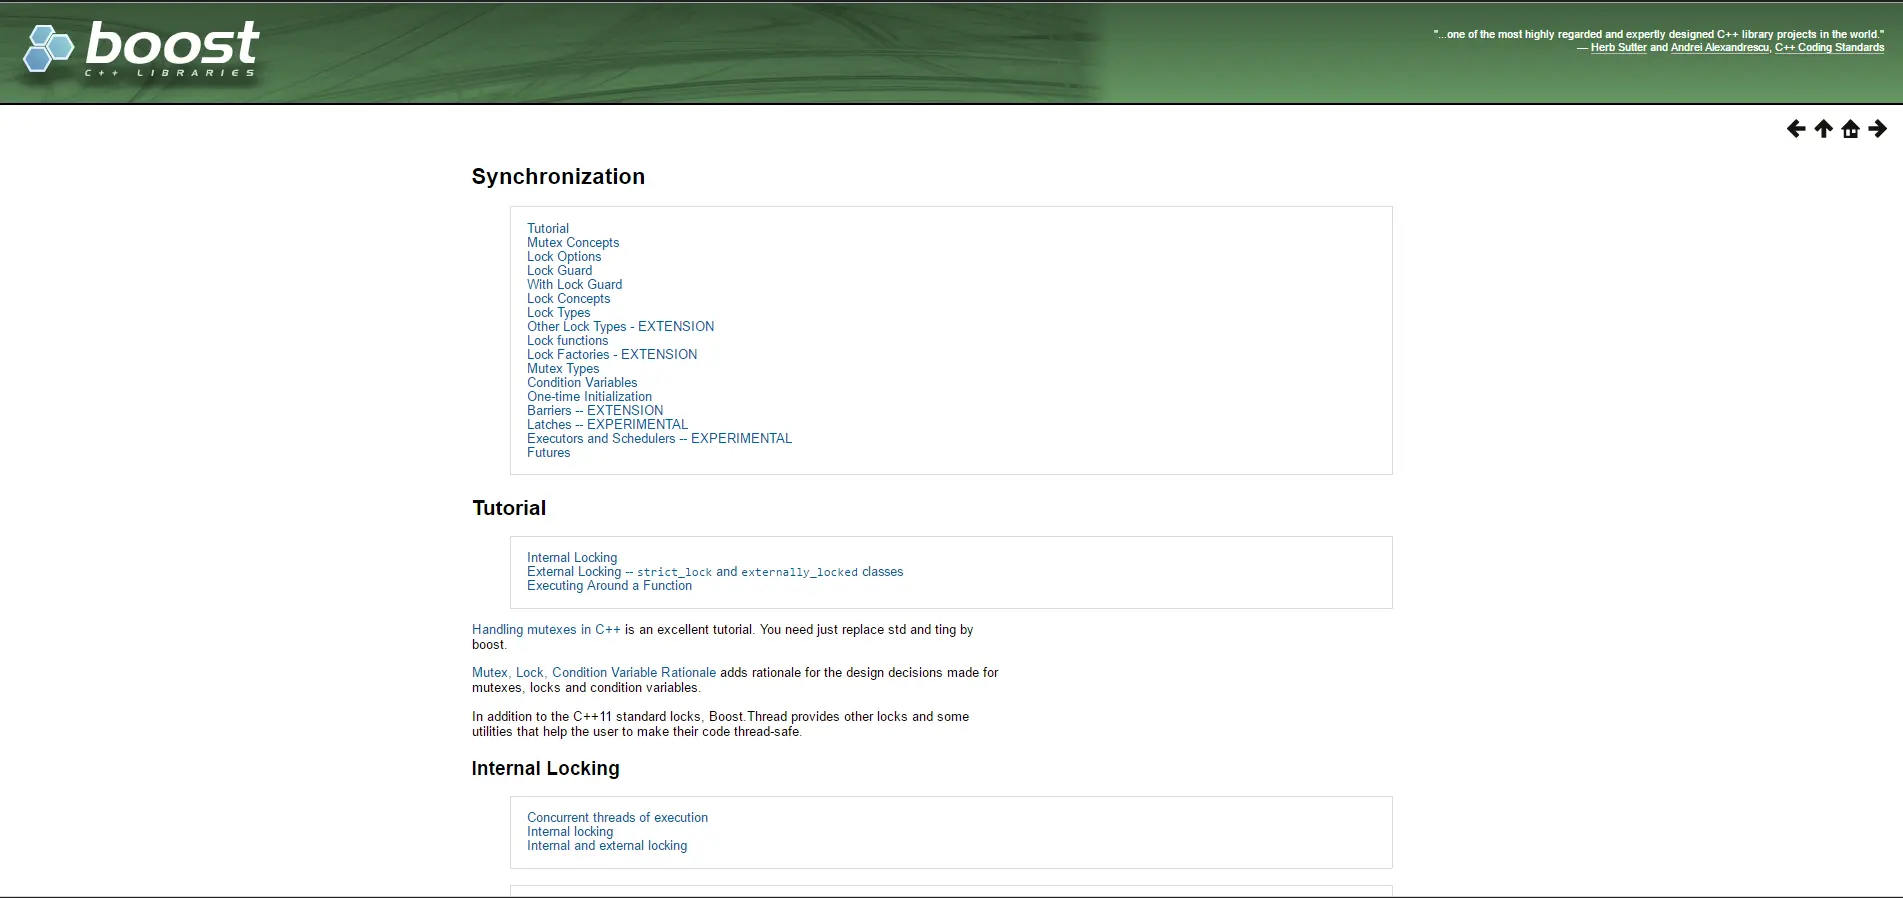 boost
C++ LIBRARIES
"...one of the most highly regarded and expertly designed C++ library projects in the world."
— Herb Sutter and Andrei Alexandrescu, C++ Coding Standards
Synchronization
Tutorial
Mutex Concepts
Lock Options
Lock Guard
With Lock Guard
Lock Concepts
Lock Types
Other Lock Types - EXTENSION
Lock functions
Lock Factories - EXTENSION
Mutex Types
Condition Variables
One-time Initialization
Barriers -- EXTENSION
Latches -- EXPERIMENTAL
Executors and Schedulers -- EXPERIMENTAL
Futures
Tutorial
Internal Locking
External Locking -- strict_lock and externally_locked classes
Executing Around a Function
Handling mutexes in C++ is an excellent tutorial. You need just replace std and ting by
boost.
Mutex, Lock, Condition Variable Rationale adds rationale for the design decisions made for
mutexes, locks and condition variables.
In addition to the C++11 standard locks, Boost.Thread provides other locks and some
utilities that help the user to make their code thread-safe.
Internal Locking
Concurrent threads of execution
Internal locking
Internal and external locking